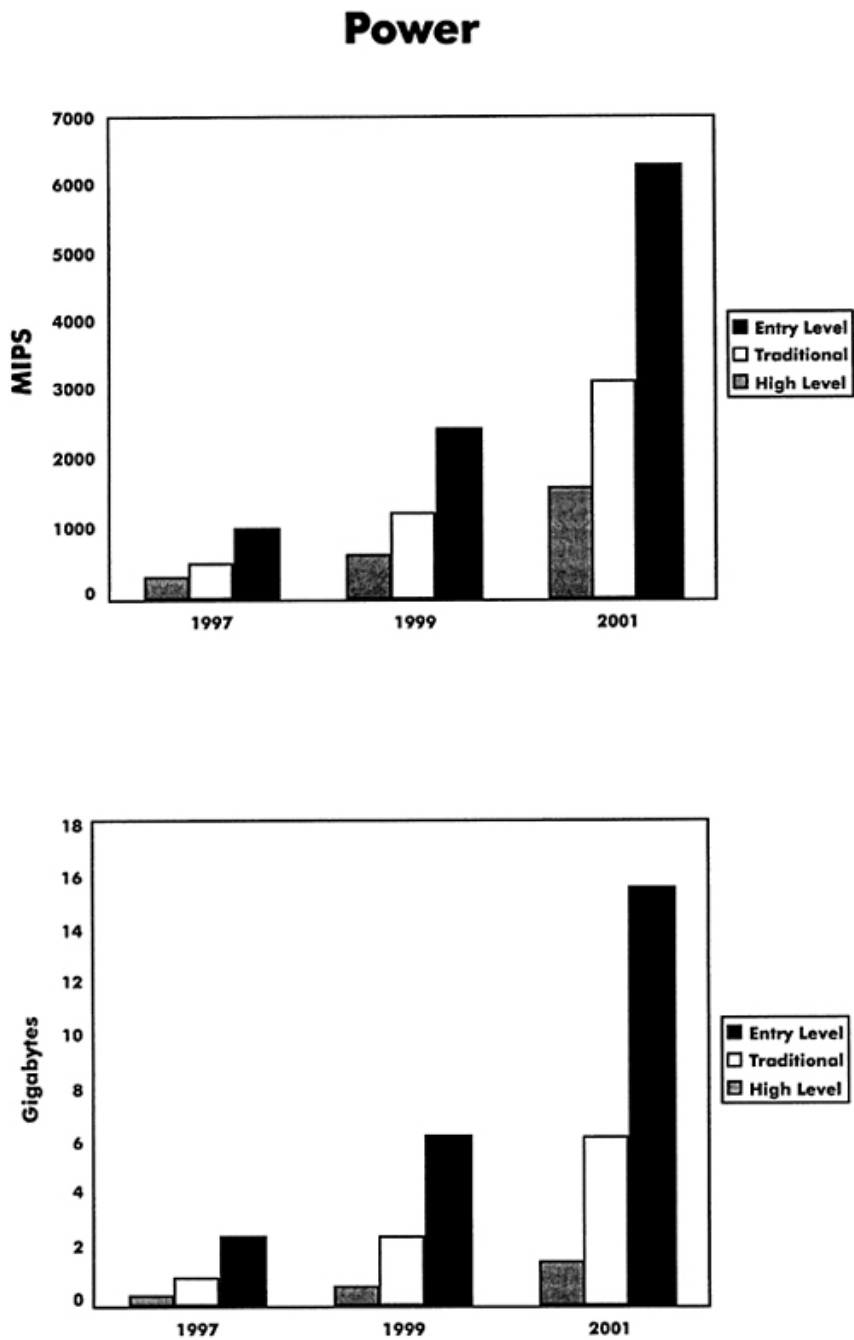 Power
7000
6000
5000
4000
3000
2000
1000
0
MIPS
1997 1999 2001
Entry Level
Traditional
High Level
18
16
14
12
10
8
6
4
2
0
Gigabytes
1997 1999 2001
Entry Level
Traditional
High Level